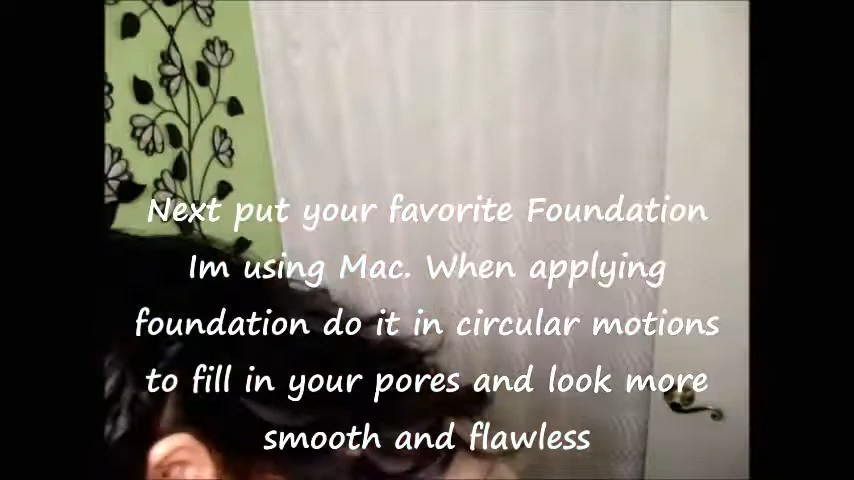 Next put your favorite Foundation
Im using Mac. When applying
foundation do it in circular motions
to fill in your pores and look more
smooth and flawless